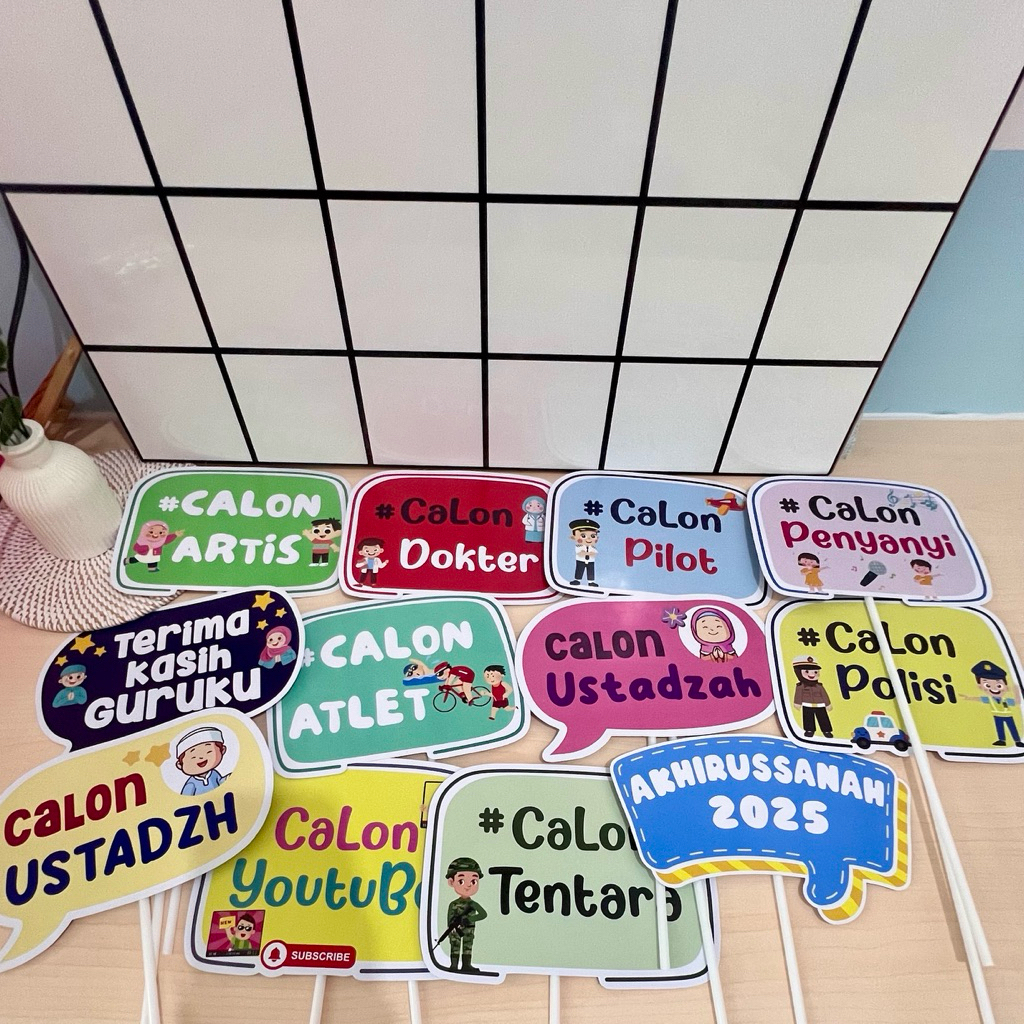 #CALON
ARTIS
#CaLon
Dokter
#CaLon
Pilot
# CaLon
Penyanyi
Terima
kasih
GURUKU
#CALON
ATLET
CALON
Ustadzah
#CaLon
Polisi
CALON
USTADZH
CaLon
YoutuBe
SUBSCRIBE
#CaLon
Tentara
AKHIRUSSANAH
2025